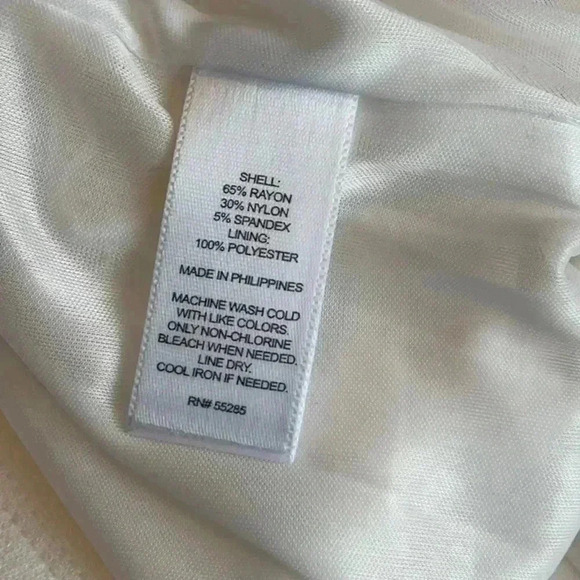 SHELL:
65% RAYON
30% NYLON
5% SPANDEX
LINING:
100% POLYESTER
MADE IN PHILIPPINES
MACHINE WASH COLD
WITH LIKE COLORS.
ONLY NON-CHLORINE
BLEACH WHEN NEEDED.
LINE DRY.
COOL IRON IF NEEDED.
RN# 55285